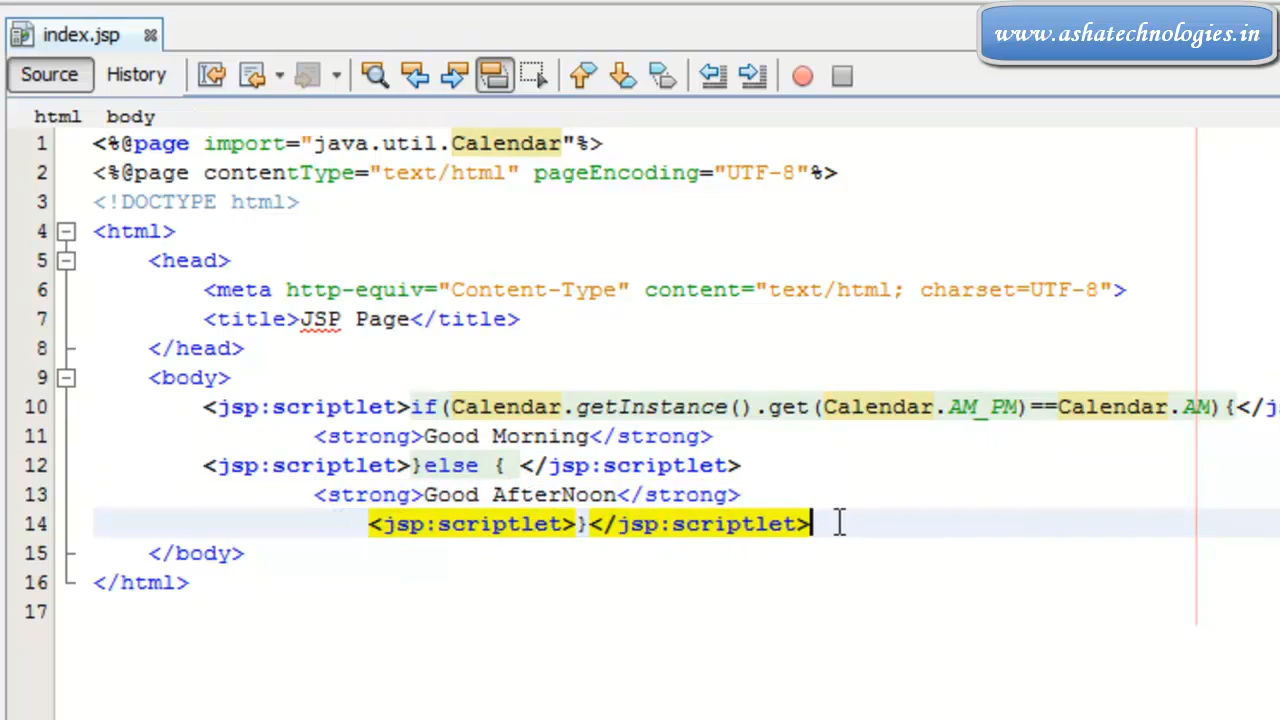 index.jsp
www.ashatechnologies.in
Source History
html body
1 <%@page import="java.util.Calendar"%>
2 <%@page contentType="text/html" pageEncoding="UTF-8"%>
3 <!DOCTYPE html>
4 <html>
5 <head>
6 <meta http-equiv="Content-Type" content="text/html; charset=UTF-8">
7 <title>JSP Page</title>
8 </head>
9 <body>
10 <jsp:scriptlet>if(Calendar.getInstance().get(Calendar.AM_PM)==Calendar.AM){</js
11 <strong>Good Morning</strong>
12 <jsp:scriptlet>}else { </jsp:scriptlet>
13 <strong>Good AfterNoon</strong>
14 <jsp:scriptlet>}</jsp:scriptlet>
15 </body>
16 </html>
17